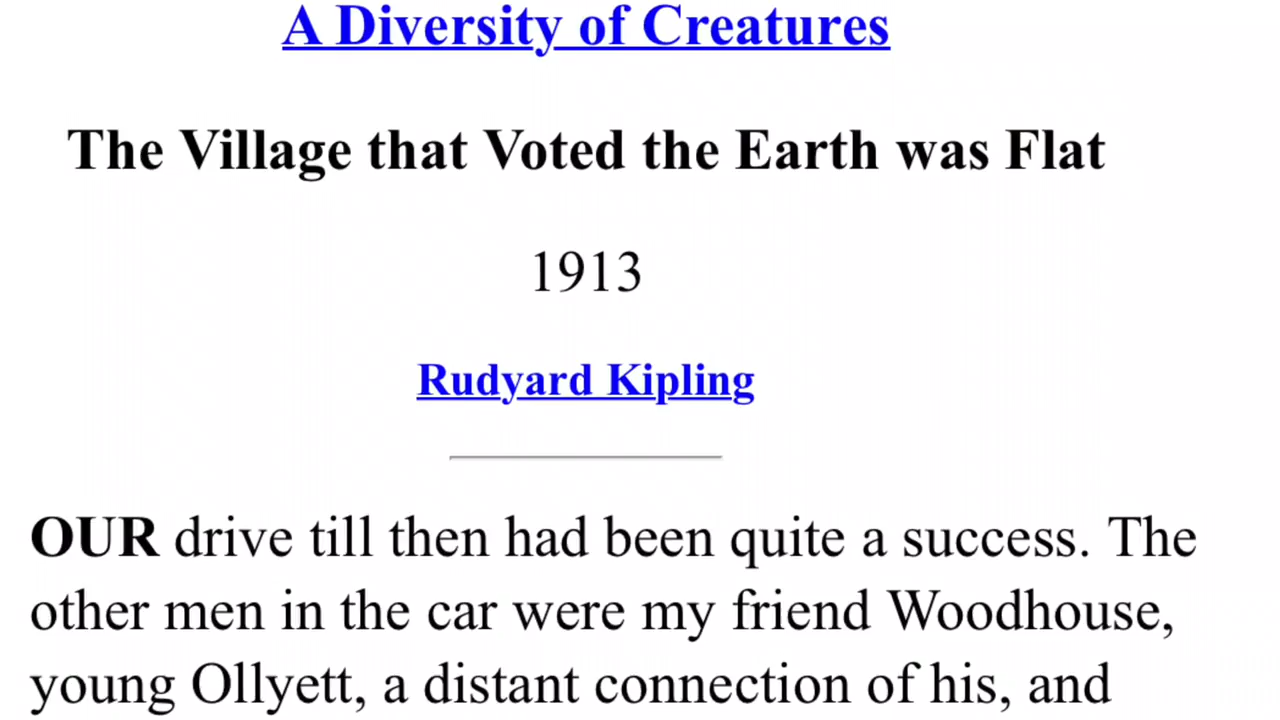 A Diversity of Creatures
The Village that Voted the Earth was Flat
1913
Rudyard Kipling
OUR drive till then had been quite a success. The
other men in the car were my friend Woodhouse,
young Ollyett, a distant connection of his, and